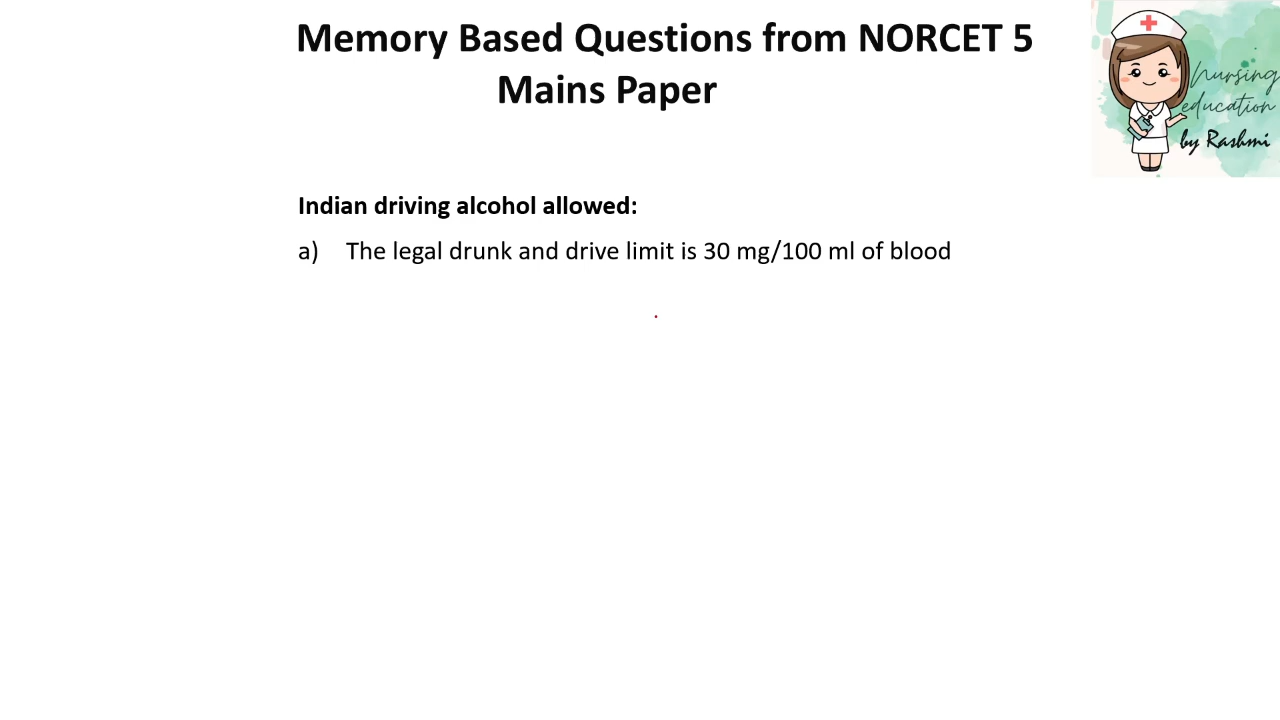 Memory Based Questions from NORCET 5
Mains Paper
Nursing
education
by Rashmi
Indian driving alcohol allowed:
a) The legal drunk and drive limit is 30 mg/100 ml of blood